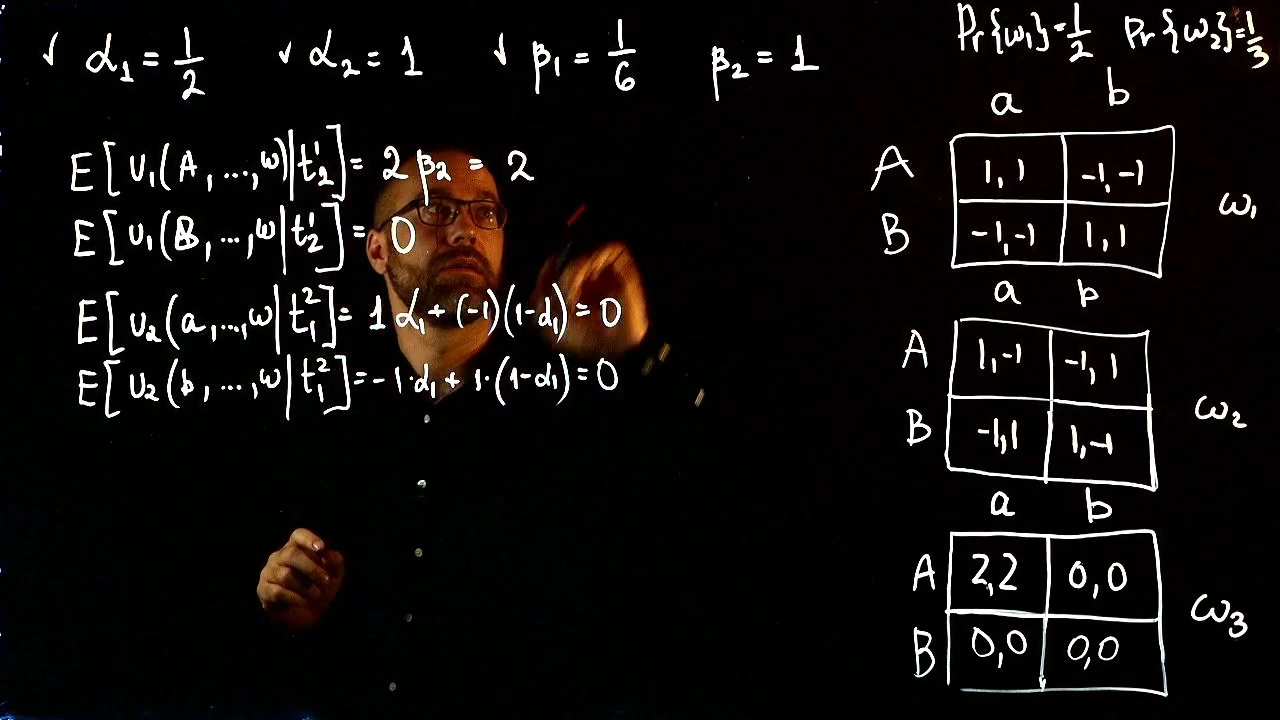 ✓ α₁ = 1/2 ✓ α₂ = 1 ✓ β₁ = 1/6 β₂ = 1
Pr{ω₁}=1/2 Pr{ω₂}=1/3
E[U₁(A, ..., ω)|t₂¹] = 2β₂ = 2
E[U₁(B, ..., ω|t₂¹] = 0
E[U₂(a, ..., ω|t₁²] = 1 α₁ + (-1)(1-α₁) = 0
E[U₂(b, ..., ω|t₁²] = -1·α₁ + 1·(1-α₁) = 0
a b
A 1,1 -1,-1
B -1,-1 1,1
ω₁
a b
A 1,-1 -1,1
B -1,1 1,-1
ω₂
a b
A 2,2 0,0
B 0,0 0,0
ω₃